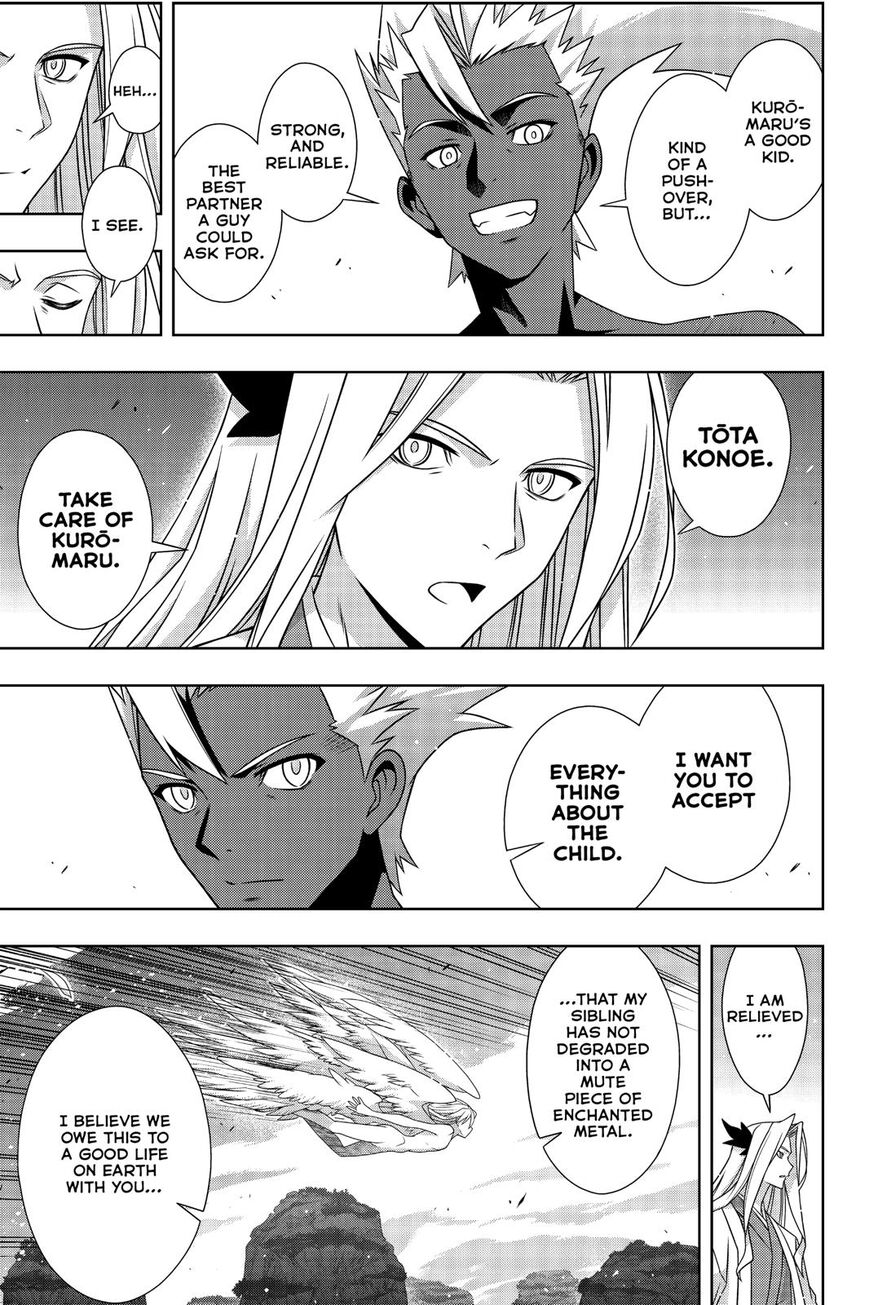 KURŌ-
MARU'S
A GOOD
KID.
KIND
OF A
PUSH-
OVER,
BUT...
STRONG,
AND
RELIABLE.
THE
BEST
PARTNER
A GUY
COULD
ASK FOR.
HEH...
I SEE.
TŌTA
KONOE.
TAKE
CARE OF
KURŌ-
MARU.
I WANT
YOU TO
ACCEPT
EVERY-
THING
ABOUT
THE
CHILD.
I AM
RELIEVED
...
...THAT MY
SIBLING
HAS NOT
DEGRADED
INTO A
MUTE
PIECE OF
ENCHANTED
METAL.
I BELIEVE WE
OWE THIS TO
A GOOD LIFE
ON EARTH
WITH YOU...